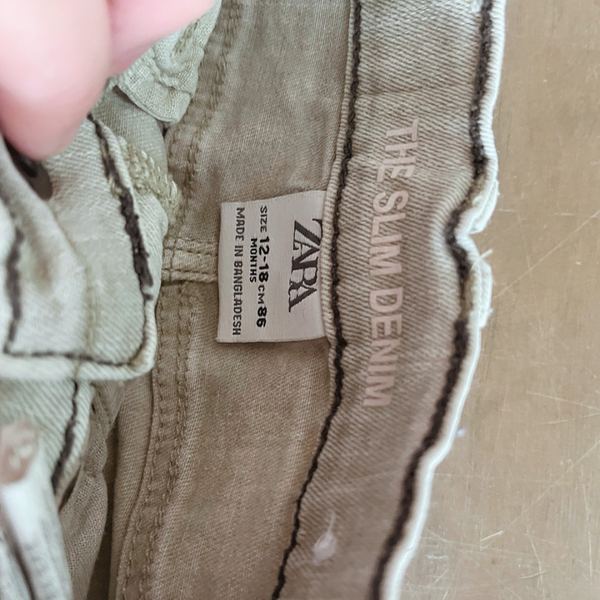 ZARA
SIZE 12-18 CM 86
MONTHS
MADE IN BANGLADESH
THE SLIM DENIM